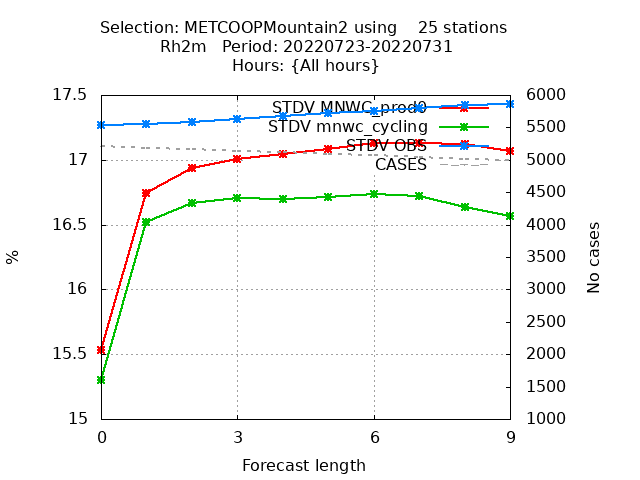 Selection: METCOOPMountain2 using    25 stations
Rh2m   Period: 20220723-20220731
Hours: {All hours}
STDV MNWC_prod0
STDV mnwc_cycling
STDV OBS
CASES
%
17.5
17
16.5
16
15.5
15
6000
5500
5000
4500
4000
3500
3000
2500
2000
1500
1000
No cases
0 3 6 9
Forecast length